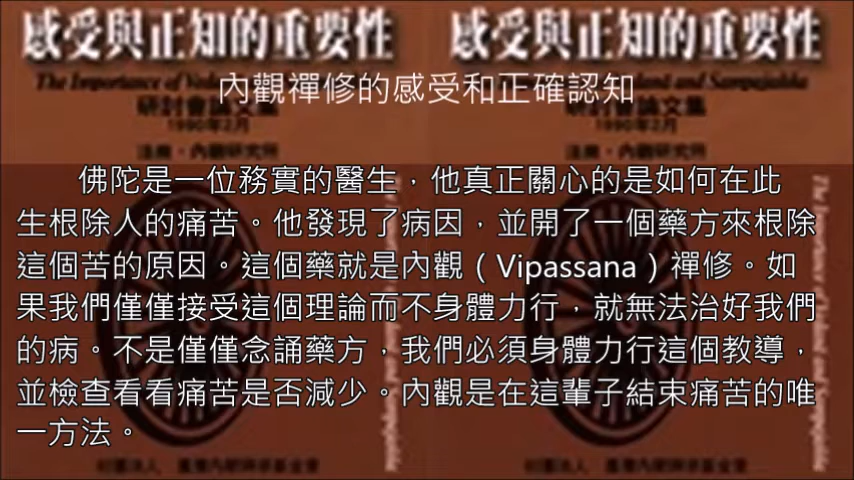 感受與正知的重要性 感受與正知的重要性
內觀禪修的感受和正確認知
研討會論文集 研討會論文集
1990年2月 1990年2月
法龍·內觀研究所
佛陀是一位務實的醫生，他真正關心的是如何在此
生根除人的痛苦。他發現了病因，並開了一個藥方來根除
這個苦的原因。這個藥就是內觀（Vipassana）禪修。如
果我們僅僅接受這個理論而不身體力行，就無法治好我們
的病。不是僅僅念誦藥方，我們必須身體力行這個教導，
並檢查看看痛苦是否減少。內觀是在這輩子結束痛苦的唯
一方法。